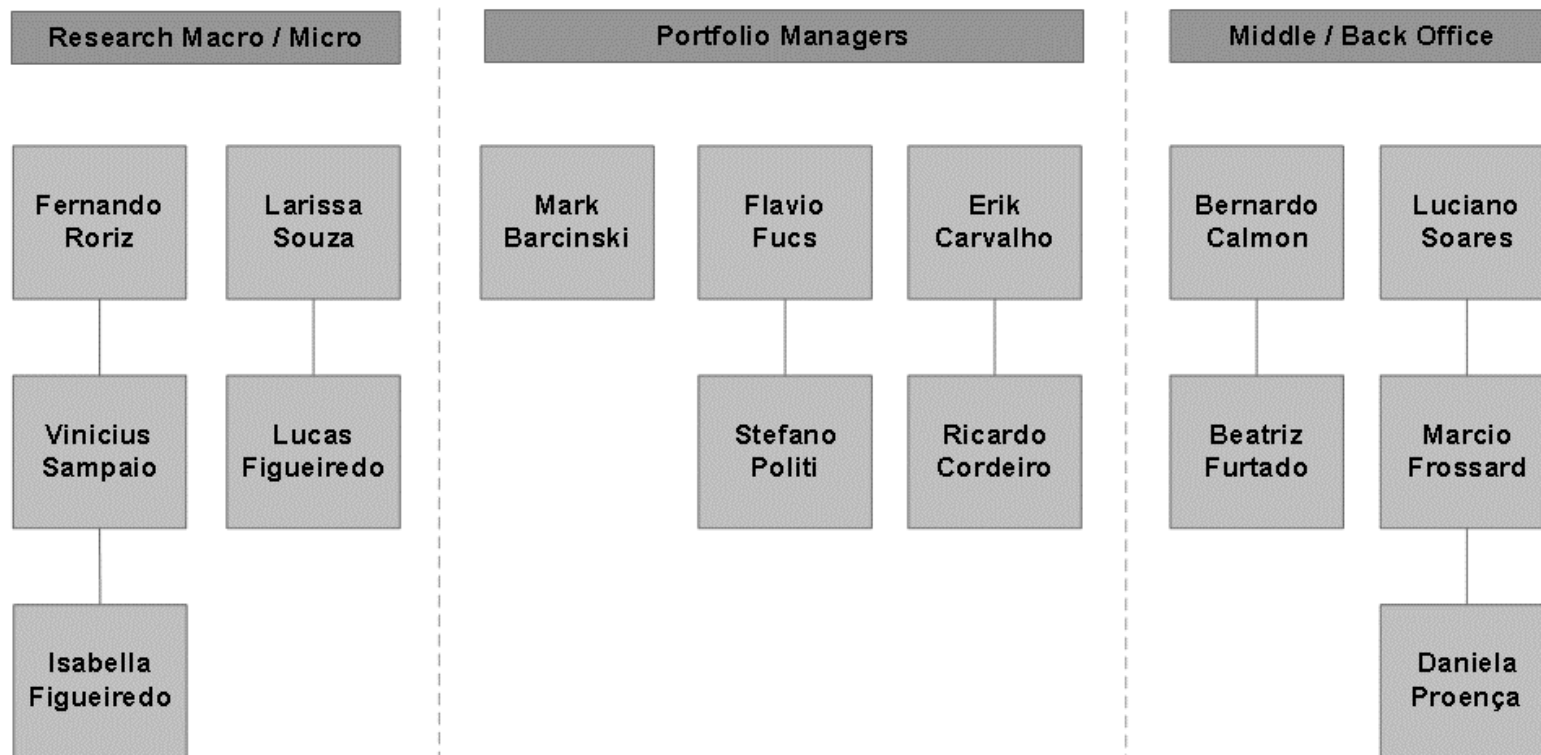 Research Macro / Micro
Portfolio Managers
Middle / Back Office
Fernando
Roriz
Larissa
Souza
Mark
Barcinski
Flavio
Fucs
Erik
Carvalho
Bernardo
Calmon
Luciano
Soares
Vinicius
Sampaio
Lucas
Figueiredo
Stefano
Politi
Ricardo
Cordeiro
Beatriz
Furtado
Marcio
Frossard
Isabella
Figueiredo
Daniela
Proença